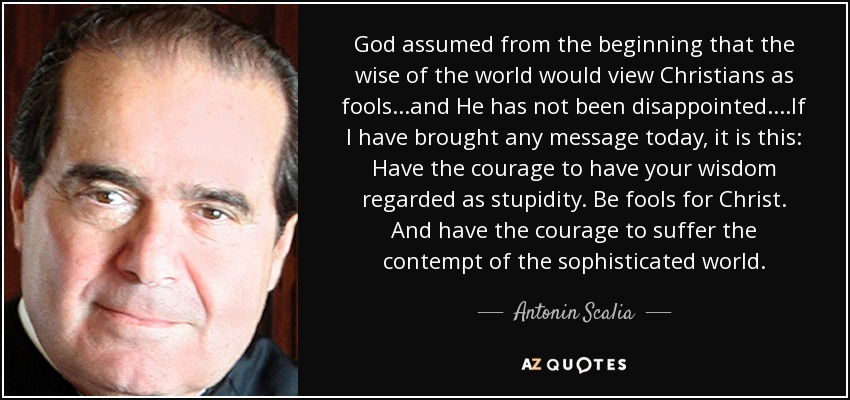 God assumed from the beginning that the
wise of the world would view Christians as
fools...and He has not been disappointed....If
I have brought any message today, it is this:
Have the courage to have your wisdom
regarded as stupidity. Be fools for Christ.
And have the courage to suffer the
contempt of the sophisticated world.
Antonin Scalia
AZ QUOTES